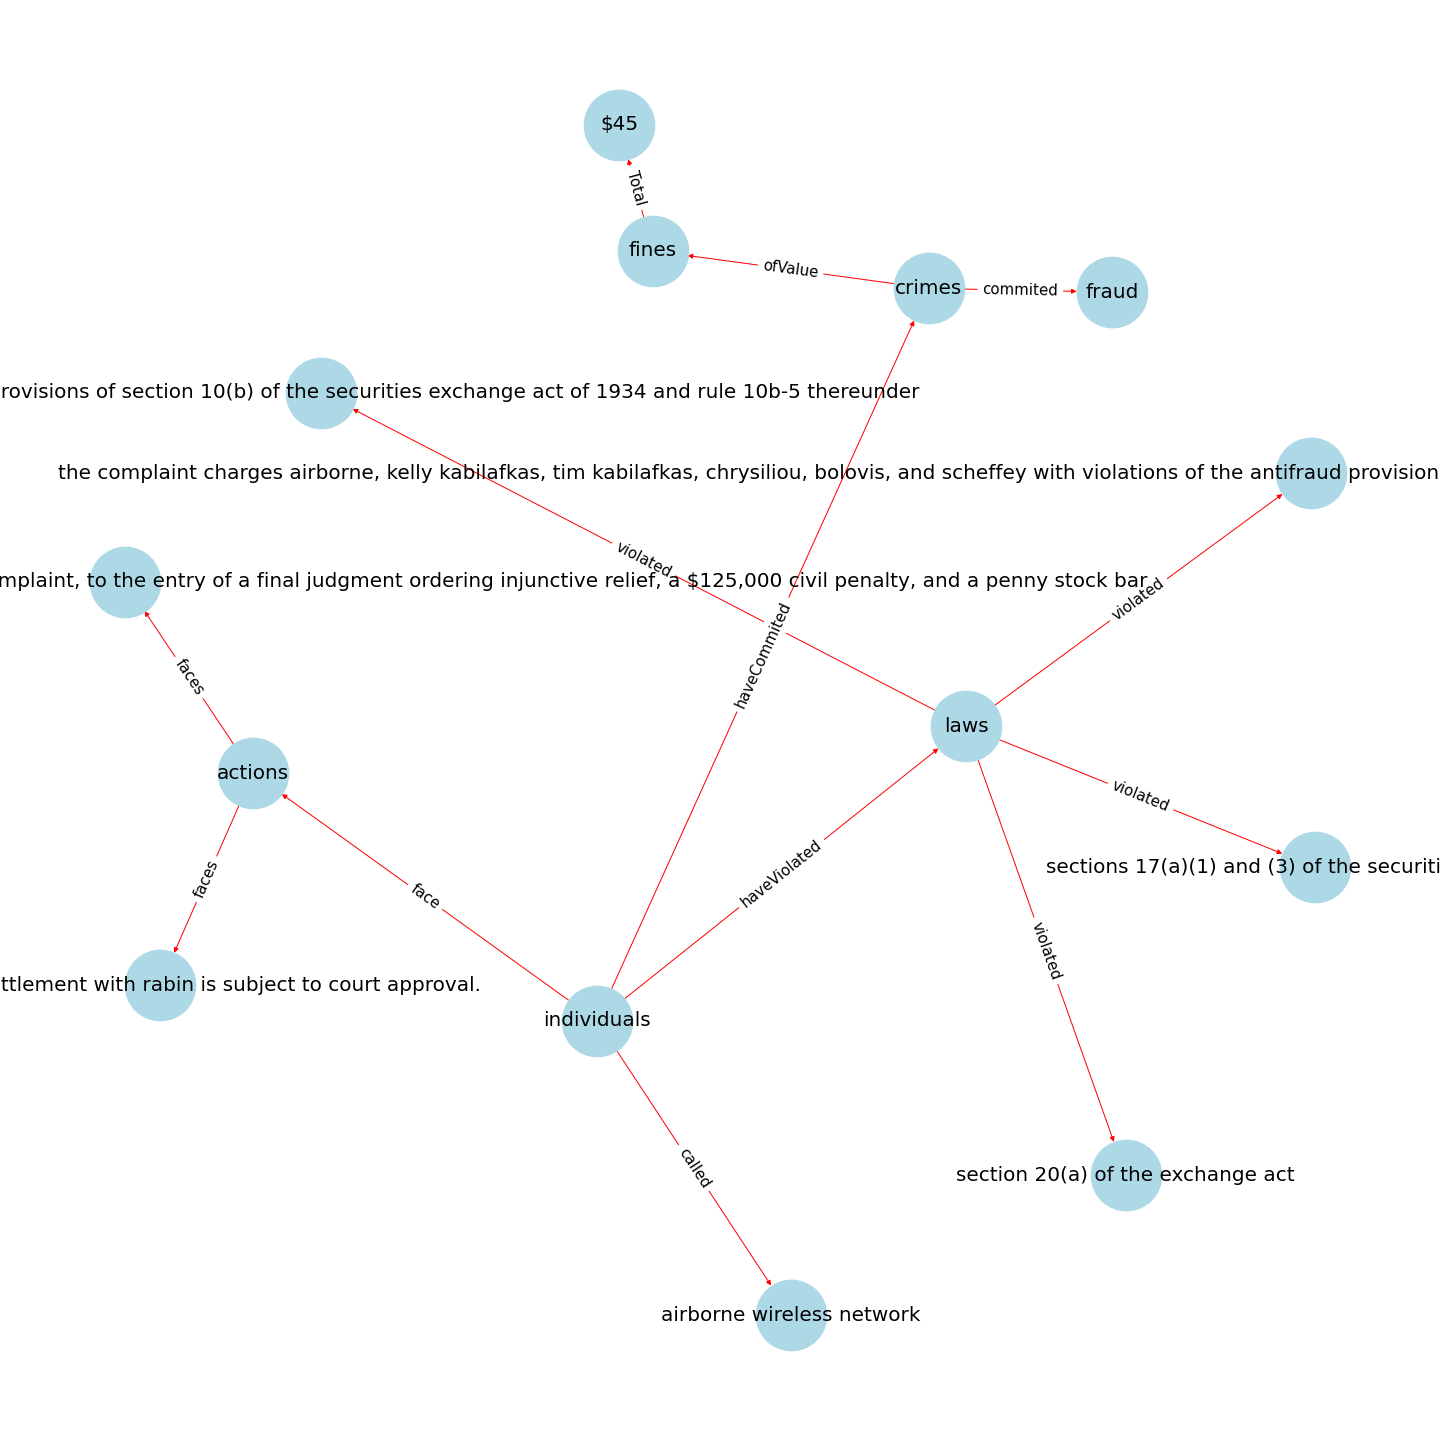 $45
Total
fines
ofValue
crimes
commited
fraud
rovisions of section 10(b) of the securities exchange act of 1934 and rule 10b-5 thereunder
the complaint charges airborne, kelly kabilafkas, tim kabilafkas, chrysiliou, bolovis, and scheffey with violations of the antifraud provision
violated
mplaint, to the entry of a final judgment ordering injunctive relief, a $125,000 civil penalty, and a penny stock bar
violated
haveCommited
faces
laws
actions
violated
haveViolated
sections 17(a)(1) and (3) of the securiti
faces
face
violated
ttlement with rabin is subject to court approval.
individuals
called
section 20(a) of the exchange act
airborne wireless network